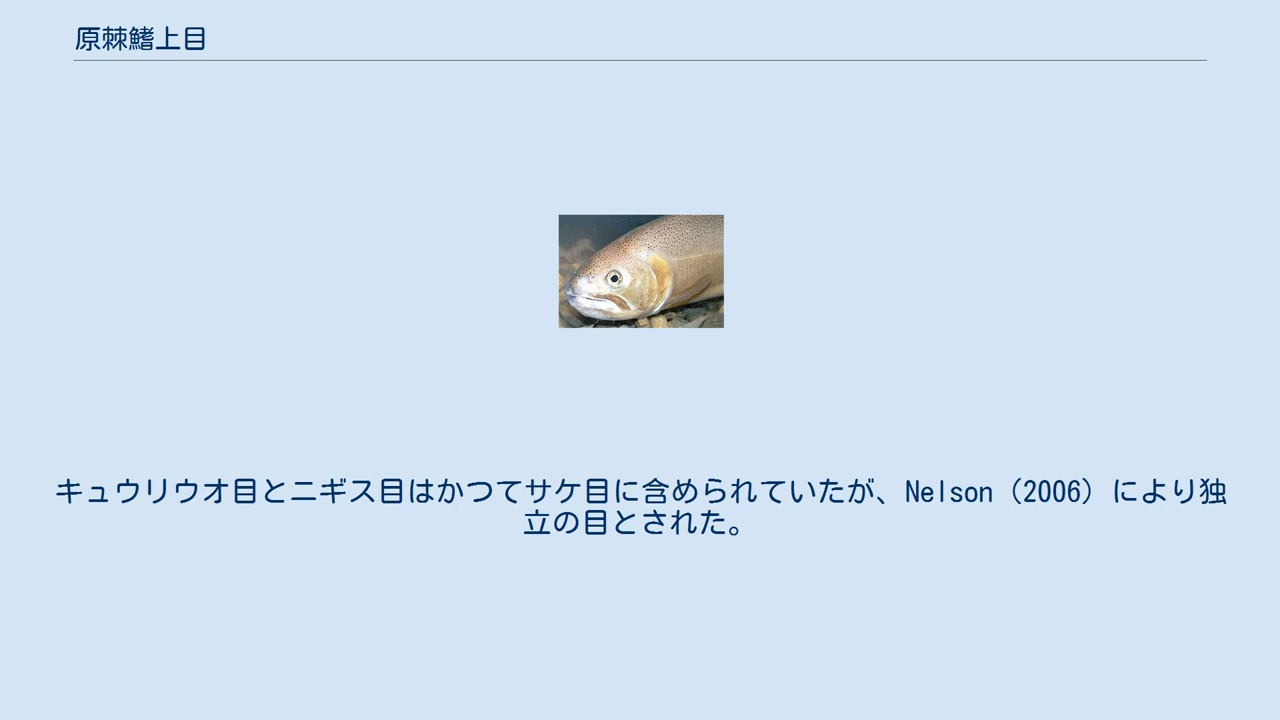 原棘鰭上目
キュウリウオ目とニギス目はかつてサケ目に含められていたが、Nelson（2006）により独
立の目とされた。